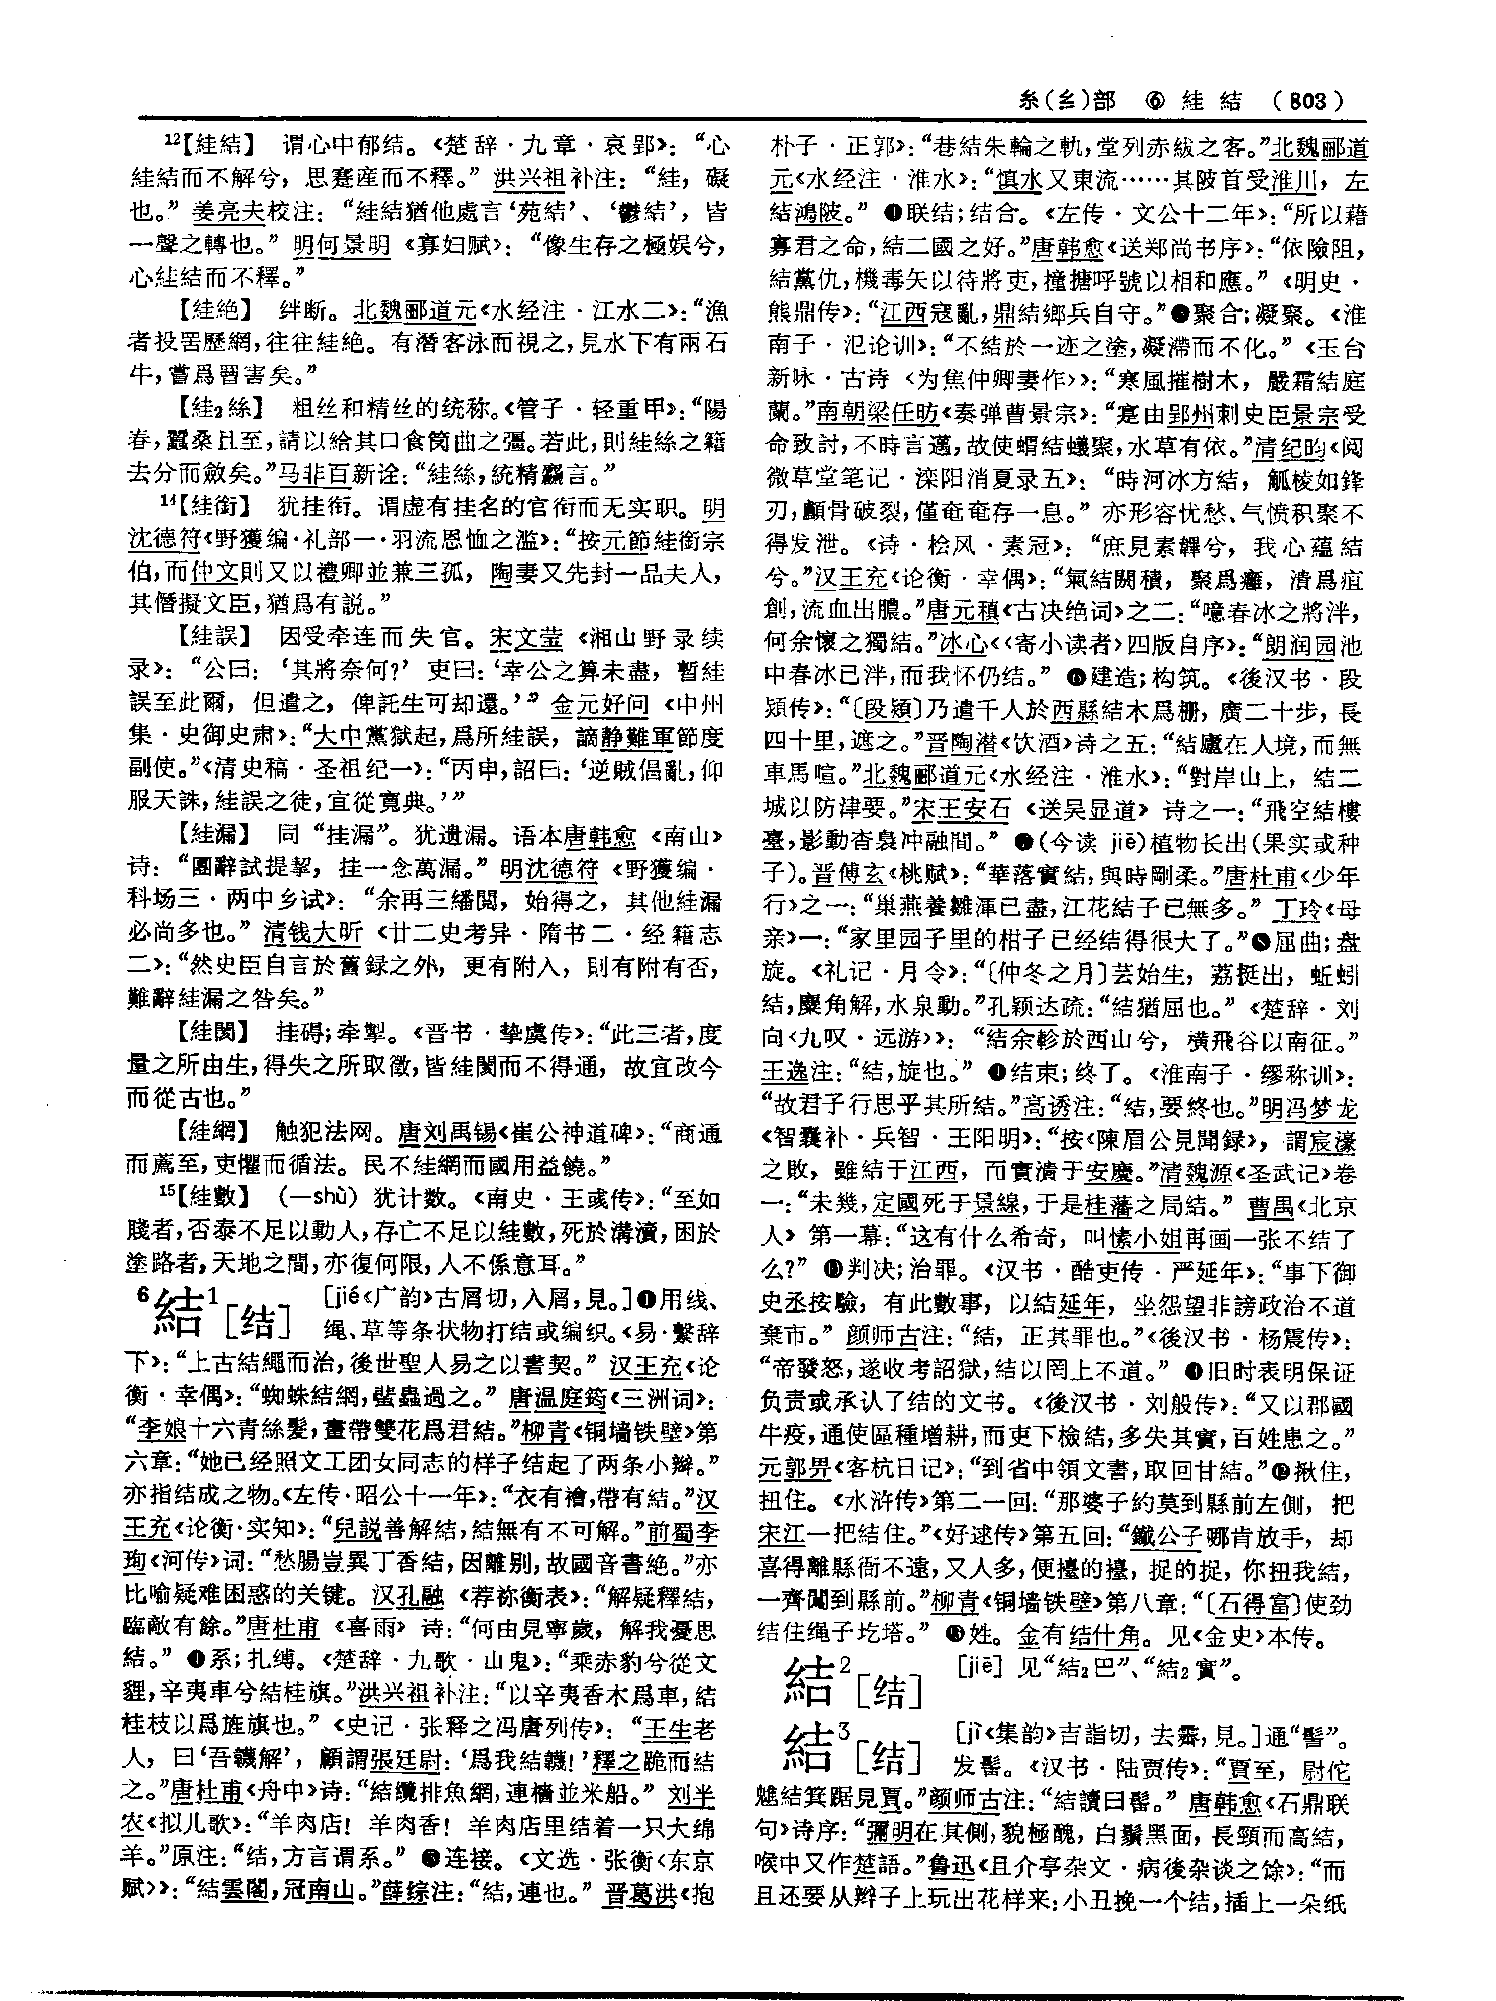 糸(纟)部 ⑥ 絓 結 (803)
¹²【絓結】 谓心中郁结。《楚辞·九章·哀郢》：“心
絓結而不解兮，思蹇産而不釋。”洪兴祖补注：“絓，礙
也。”姜亮夫校注：“絓結猶他處言‘苑結’、‘鬱結’，皆
一聲之轉也。”明何景明《寡妇赋》：“像生存之極娱兮，
心絓結而不釋。”
【絓絶】 绊断。北魏郦道元《水经注·江水二》：“漁
者投罟歷網，往往絓絶。有潛客泳而視之，見水下有兩石
牛，嘗爲罾害矣。”
【絓₂絲】 粗丝和精丝的统称。《管子·轻重甲》：“陽
春，蠶桑且至，請以給其口食筥曲之彊。若此，則絓絲之籍
去分而斂矣。”马非百新诠：“絓絲，統精麤言。”
¹⁴【絓銜】 犹挂衔。谓虚有挂名的官衔而无实职。明
沈德符《野獲编·礼部一·羽流恩恤之滥》：“按元節絓銜宗
伯，而仲文則又以禮卿並兼三孤，陶妻又先封一品夫人，
其僭擬文臣，猶爲有説。”
【絓誤】 因受牵连而失官。宋文莹《湘山野录续
录》：“公曰：‘其將奈何？’吏曰：‘幸公之算未盡，暫絓
誤至此爾，但遣之，俾託生可却還。’”金元好问《中州
集·史御史肃》：“大中黨獄起，爲所絓誤，謫静難軍節度
副使。”《清史稿·圣祖纪一》：“丙申，詔曰：‘逆賊倡亂，仰
服天誅，絓誤之徒，宜從寬典。’”
【絓漏】 同“挂漏”。犹遗漏。语本唐韩愈《南山》
诗：“團辭試提挈，挂一念萬漏。”明沈德符《野獲编·
科场三·两中乡试》：“余再三繙閲，始得之，其他絓漏
必尚多也。”清钱大昕《廿二史考异·隋书二·经籍志
二》：“然史臣自言於舊録之外，更有附入，則有附有否，
難辭絓漏之咎矣。”
【絓閡】 挂碍；牵掣。《晋书·挚虞传》：“此三者，度
量之所由生，得失之所取徵，皆絓閡而不得通，故宜改今
而從古也。”
【絓網】 触犯法网。唐刘禹锡《崔公神道碑》：“商通
而薦至，吏懼而循法。民不絓網而國用益饒。”
¹⁵【絓數】 (—shù) 犹计数。《南史·王彧传》：“至如
賤者，否泰不足以動人，存亡不足以絓數，死於溝瀆，困於
塗路者，天地之間，亦復何限，人不係意耳。”
⁶結¹[结] [jié《广韵》古屑切，入屑，見。]❶用线、
绳、草等条状物打结或编织。《易·繫辞
下》：“上古結繩而治，後世聖人易之以書契。”汉王充《论
衡·幸偶》：“蜘蛛結網，蜚蟲過之。”唐温庭筠《三洲词》：
“李娘十六青絲髮，畫帶雙花爲君結。”柳青《铜墙铁壁》第
六章：“她已经照文工团女同志的样子结起了两条小辫。”
亦指结成之物。《左传·昭公十一年》：“衣有襘，帶有結。”汉
王充《论衡·实知》：“兒説善解結，結無有不可解。”前蜀李
珣《河传》词：“愁腸豈異丁香結，因離别，故國音書絶。”亦
比喻疑难困惑的关键。汉孔融《荐祢衡表》：“解疑釋結，
臨敵有餘。”唐杜甫《喜雨》诗：“何由見寧歲，解我憂思
結。”❷系；扎缚。《楚辞·九歌·山鬼》：“乘赤豹兮從文
貍，辛夷車兮結桂旗。”洪兴祖补注：“以辛夷香木爲車，結
桂枝以爲旌旗也。”《史记·张释之冯唐列传》：“王生老
人，曰‘吾韤解’，顧謂張廷尉：‘爲我結韤！’釋之跪而結
之。”唐杜甫《舟中》诗：“結纜排魚網，連檣並米船。”刘半
农《拟儿歌》：“羊肉店！羊肉香！羊肉店里结着一只大绵
羊。”原注：“结，方言谓系。”❸连接。《文选·张衡〈东京
赋〉》：“結雲閣，冠南山。”薛综注：“結，連也。”晋葛洪《抱
朴子·正郭》：“巷結朱輪之軌，堂列赤紱之客。”北魏郦道
元《水经注·淮水》：“慎水又東流……其陂首受淮川，左
結鴻陂。”❹联结；结合。《左传·文公十二年》：“所以藉
寡君之命，結二國之好。”唐韩愈《送郑尚书序》：“依險阻，
結黨仇，機毒矢以待將吏，撞搪呼號以相和應。”《明史·
熊鼎传》：“江西寇亂，鼎結鄉兵自守。”❺聚合；凝聚。《淮
南子·氾论训》：“不結於一迹之塗，凝滯而不化。”《玉台
新咏·古诗〈为焦仲卿妻作〉》：“寒風摧樹木，嚴霜結庭
蘭。”南朝梁任昉《奏弹曹景宗》：“寔由郢州刺史臣景宗受
命致討，不時言邁，故使蝟結蟻聚，水草有依。”清纪昀《阅
微草堂笔记·滦阳消夏录五》：“時河冰方結，觚棱如鋒
刃，顱骨破裂，僅奄奄存一息。”亦形容忧愁、气愤积聚不
得发泄。《诗·桧风·素冠》：“庶見素韠兮，我心藴結
兮。”汉王充《论衡·幸偶》：“氣結閼積，聚爲癰，潰爲疽
創，流血出膿。”唐元稹《古决绝词》之二：“噫春冰之將泮，
何余懷之獨結。”冰心《〈寄小读者〉四版自序》：“朗润园池
中春冰已泮，而我怀仍结。”❻建造；构筑。《後汉书·段
熲传》：“〔段熲〕乃遣千人於西縣結木爲栅，廣二十步，長
四十里，遮之。”晋陶潜《饮酒》诗之五：“結廬在人境，而無
車馬喧。”北魏郦道元《水经注·淮水》：“對岸山上，結二
城以防津要。”宋王安石《送吴显道》诗之一：“飛空結樓
臺，影動杳裊冲融間。”❼(今读 jiē)植物长出(果实或种
子)。晋傅玄《桃赋》：“華落實結，與時剛柔。”唐杜甫《少年
行》之一：“巢燕養雛渾已盡，江花結子已無多。”丁玲《母
亲》一：“家里园子里的柑子已经结得很大了。”❽屈曲；盘
旋。《礼记·月令》：“〔仲冬之月〕芸始生，荔挺出，蚯蚓
結，麋角解，水泉動。”孔颖达疏：“結猶屈也。”《楚辞·刘
向〈九叹·远游〉》：“結余軫於西山兮，横飛谷以南征。”
王逸注：“結，旋也。”❾结束；终了。《淮南子·缪称训》：
“故君子行思乎其所結。”高诱注：“結，要終也。”明冯梦龙
《智囊补·兵智·王阳明》：“按《陳眉公見聞録》，謂宸濠
之敗，雖結于江西，而實潰于安慶。”清魏源《圣武记》卷
一：“未幾，定國死于景線，于是桂藩之局結。”曹禺《北京
人》第一幕：“这有什么希奇，叫愫小姐再画一张不结了
么？”❿判决；治罪。《汉书·酷吏传·严延年》：“事下御
史丞按驗，有此數事，以結延年，坐怨望非謗政治不道
棄市。”颜师古注：“結，正其罪也。”《後汉书·杨震传》：
“帝發怒，遂收考詔獄，結以罔上不道。”⓫旧时表明保证
负责或承认了结的文书。《後汉书·刘般传》：“又以郡國
牛疫，通使區種增耕，而吏下檢結，多失其實，百姓患之。”
元郭畀《客杭日记》：“到省中領文書，取回甘結。”⓬揪住，
扭住。《水浒传》第二一回：“那婆子約莫到縣前左側，把
宋江一把結住。”《好逑传》第五回：“鐵公子哪肯放手，却
喜得離縣衙不遠，又人多，便擡的擡，捉的捉，你扭我結，
一齊鬧到縣前。”柳青《铜墙铁壁》第八章：“〔石得富〕使劲
结住绳子圪塔。”⓭姓。金有结什角。见《金史》本传。
結²[结] [jiē] 见“結₂巴”、“結₂實”。
結³[结] [jì《集韵》吉詣切，去霽，見。]通“髻”。
发髻。《汉书·陆贾传》：“賈至，尉佗
魋結箕踞見賈。”颜师古注：“結讀曰髻。”唐韩愈《石鼎联
句》诗序：“彌明在其側，貌極醜，白鬚黑面，長頸而高結，
喉中又作楚語。”鲁迅《且介亭杂文·病後杂谈之馀》：“而
且还要从辫子上玩出花样来：小丑挽一个结，插上一朵纸